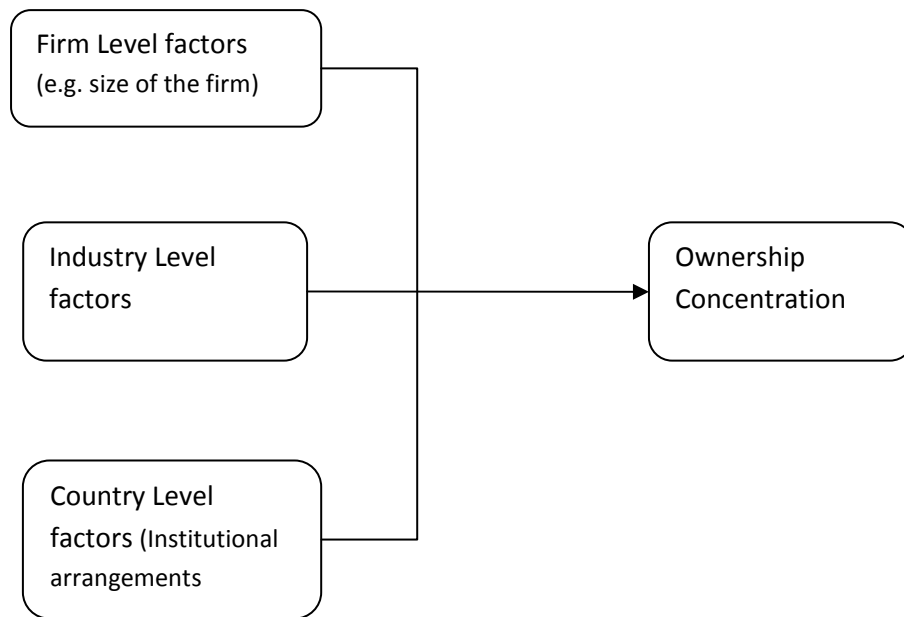 Firm Level factors
(e.g. size of the firm)
Industry Level
factors
Ownership
Concentration
Country Level
factors (Institutional
arrangements